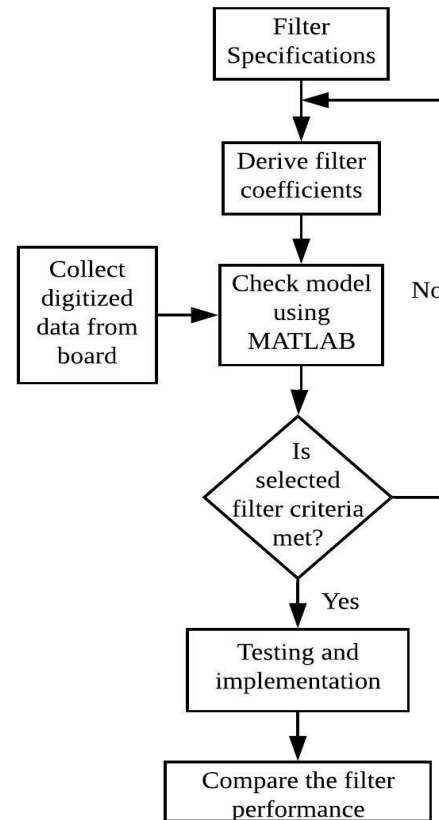 Filter
Specifications
Derive filter
coefficients
Collect
digitized
data from
board
Check model
using
MATLAB
No
Is
selected
filter criteria
met?
Yes
Testing and
implementation
Compare the filter
performance